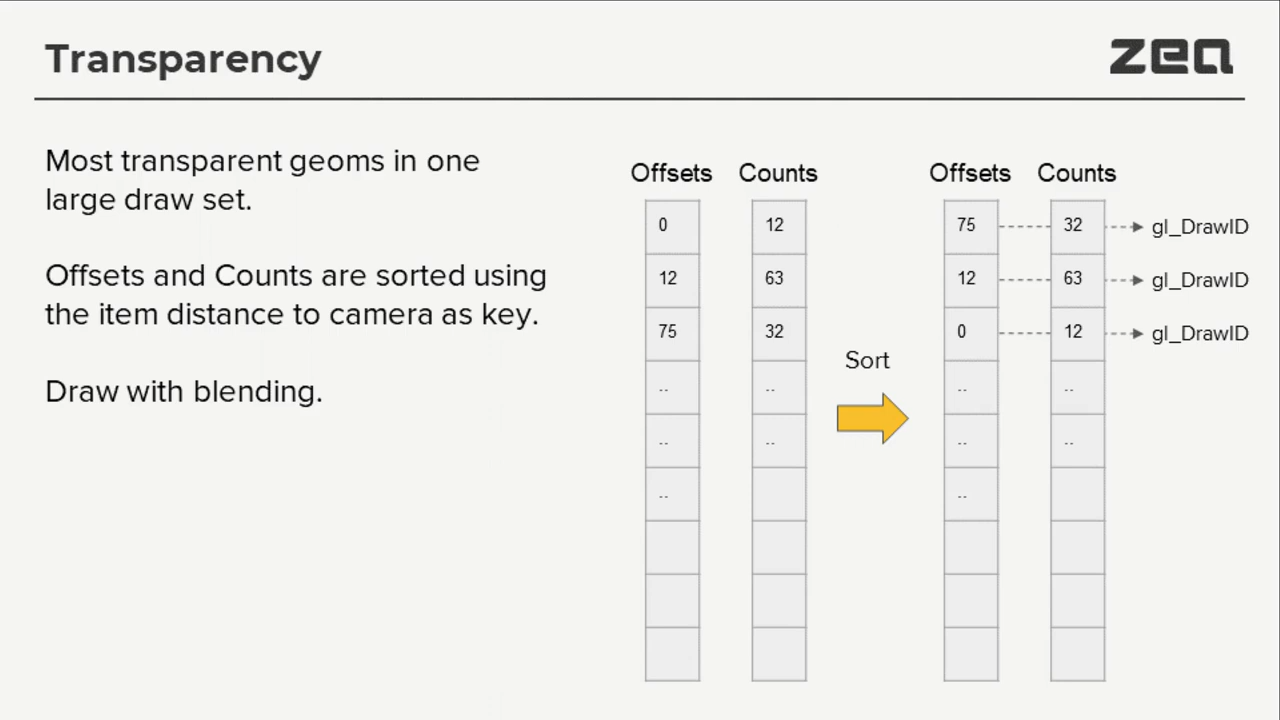 Transparency
zea
Most transparent geoms in one
large draw set.
Offsets and Counts are sorted using
the item distance to camera as key.
Draw with blending.
Offsets Counts
0 12
12 63
75 32
.. ..
.. ..
..
Sort
Offsets Counts
75 32 gl_DrawID
12 63 gl_DrawID
0 12 gl_DrawID
.. ..
.. ..
..